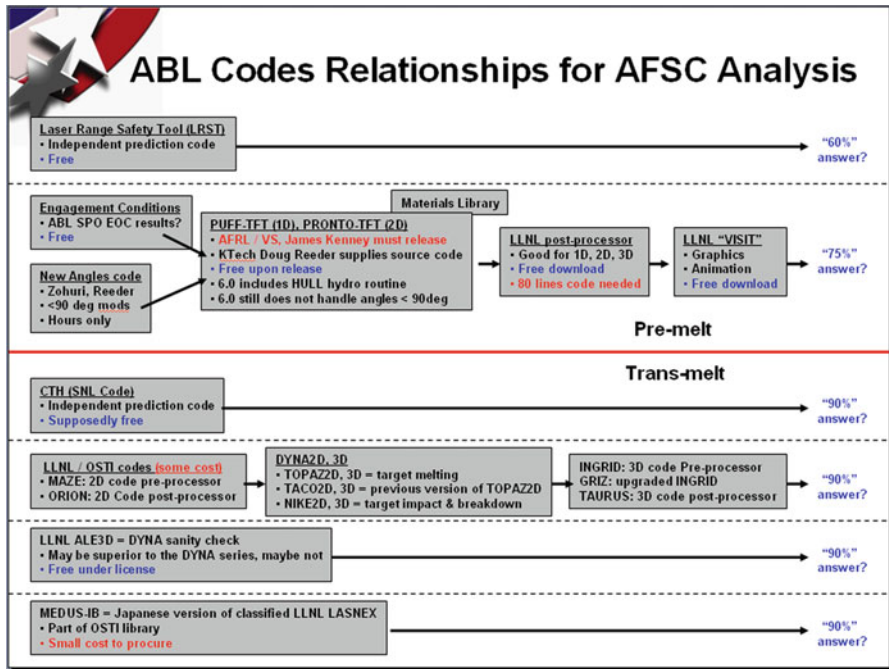 ABL Codes Relationships for AFSC Analysis
Laser Range Safety Tool (LRST)
• Independent prediction code
• Free
“60%”
answer?
Engagement Conditions
• ABL SPO EOC results?
• Free
New Angles code
• Zohuri, Reeder
• <90 deg mods
• Hours only
Materials Library
PUFF-TFT (1D), PRONTO-TFT (2D)
• AFRL / VS, James Kenney must release
• KTech Doug Reeder supplies source code
• Free upon release
• 6.0 includes HULL hydro routine
• 6.0 still does not handle angles < 90deg
LLNL post-processor
• Good for 1D, 2D, 3D
• Free download
• 80 lines code needed
LLNL “VISIT”
• Graphics
• Animation
• Free download
“75%”
answer?
Pre-melt
Trans-melt
CTH (SNL Code)
• Independent prediction code
• Supposedly free
“90%”
answer?
LLNL / OSTI codes (some cost)
• MAZE: 2D code pre-processor
• ORION: 2D Code post-processor
DYNA2D, 3D
• TOPAZ2D, 3D = target melting
• TACO2D, 3D = previous version of TOPAZ2D
• NIKE2D, 3D = target impact & breakdown
INGRID: 3D code Pre-processor
GRIZ: upgraded INGRID
TAURUS: 3D code post-processor
“90%”
answer?
LLNL ALE3D = DYNA sanity check
• May be superior to the DYNA series, maybe not
• Free under license
“90%”
answer?
MEDUS-IB = Japanese version of classified LLNL LASNEX
• Part of OSTI library
• Small cost to procure
“90%”
answer?